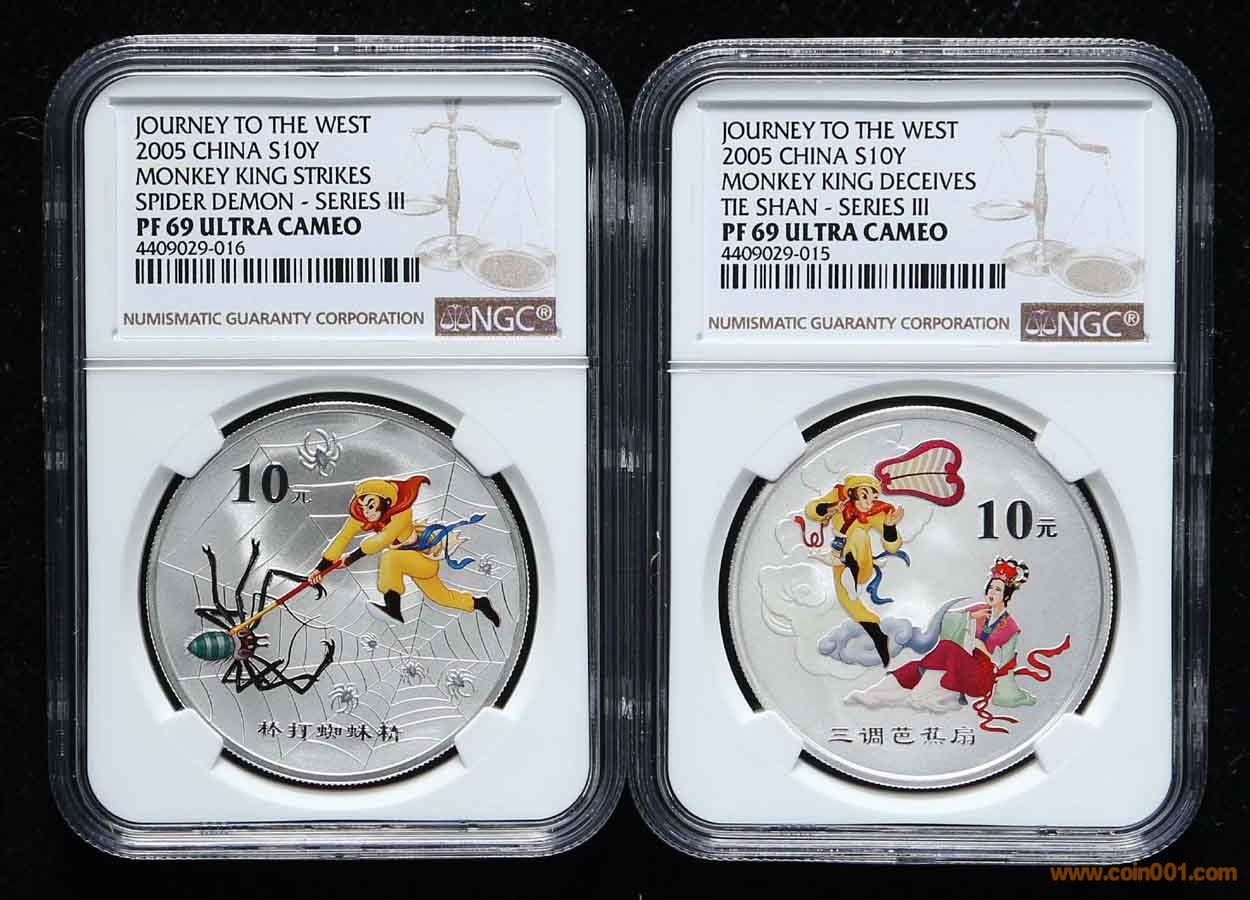 JOURNEY TO THE WEST
2005 CHINA S10Y
MONKEY KING STRIKES
SPIDER DEMON - SERIES III
PF 69 ULTRA CAMEO
4409029-016
NUMISMATIC GUARANTY CORPORATION
NGC®
10元
棒打蜘蛛精
JOURNEY TO THE WEST
2005 CHINA S10Y
MONKEY KING DECEIVES
TIE SHAN - SERIES III
PF 69 ULTRA CAMEO
4409029-015
NUMISMATIC GUARANTY CORPORATION
NGC®
10元
三调芭蕉扇
www.coin001.com